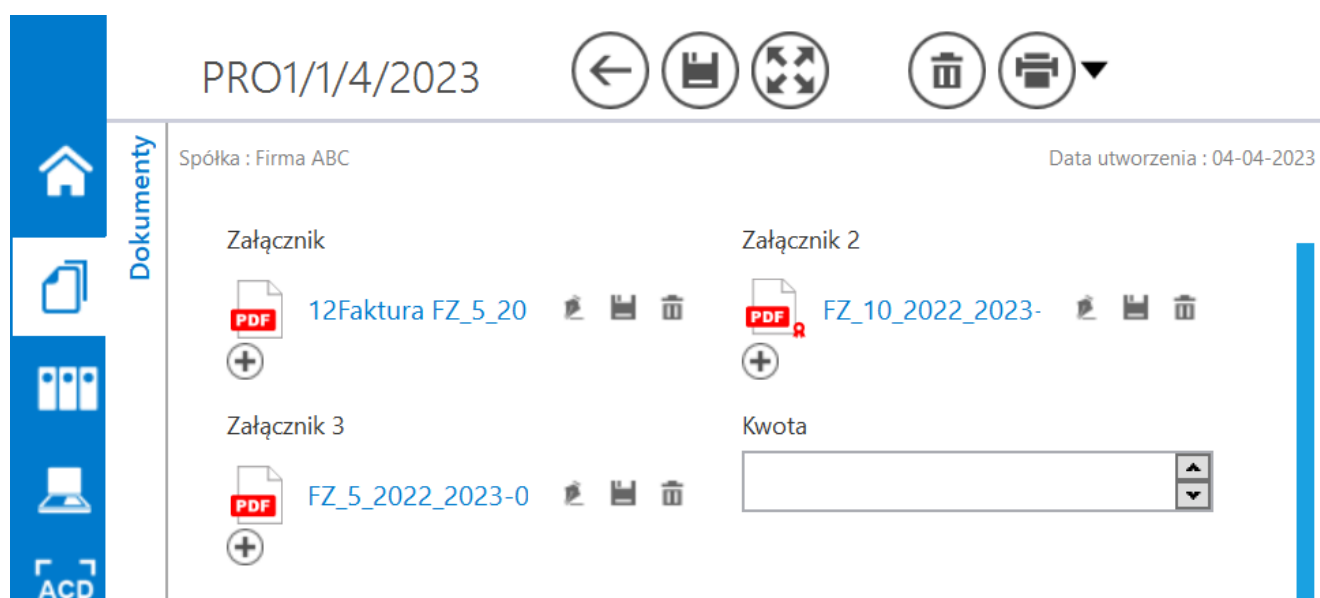 PRO1/1/4/2023
Dokumenty
Spółka : Firma ABC
Data utworzenia : 04-04-2023
Załącznik
Załącznik 2
PDF
12Faktura FZ_5_20
PDF
FZ_10_2022_2023-
Załącznik 3
Kwota
PDF
FZ_5_2022_2023-0
ACD